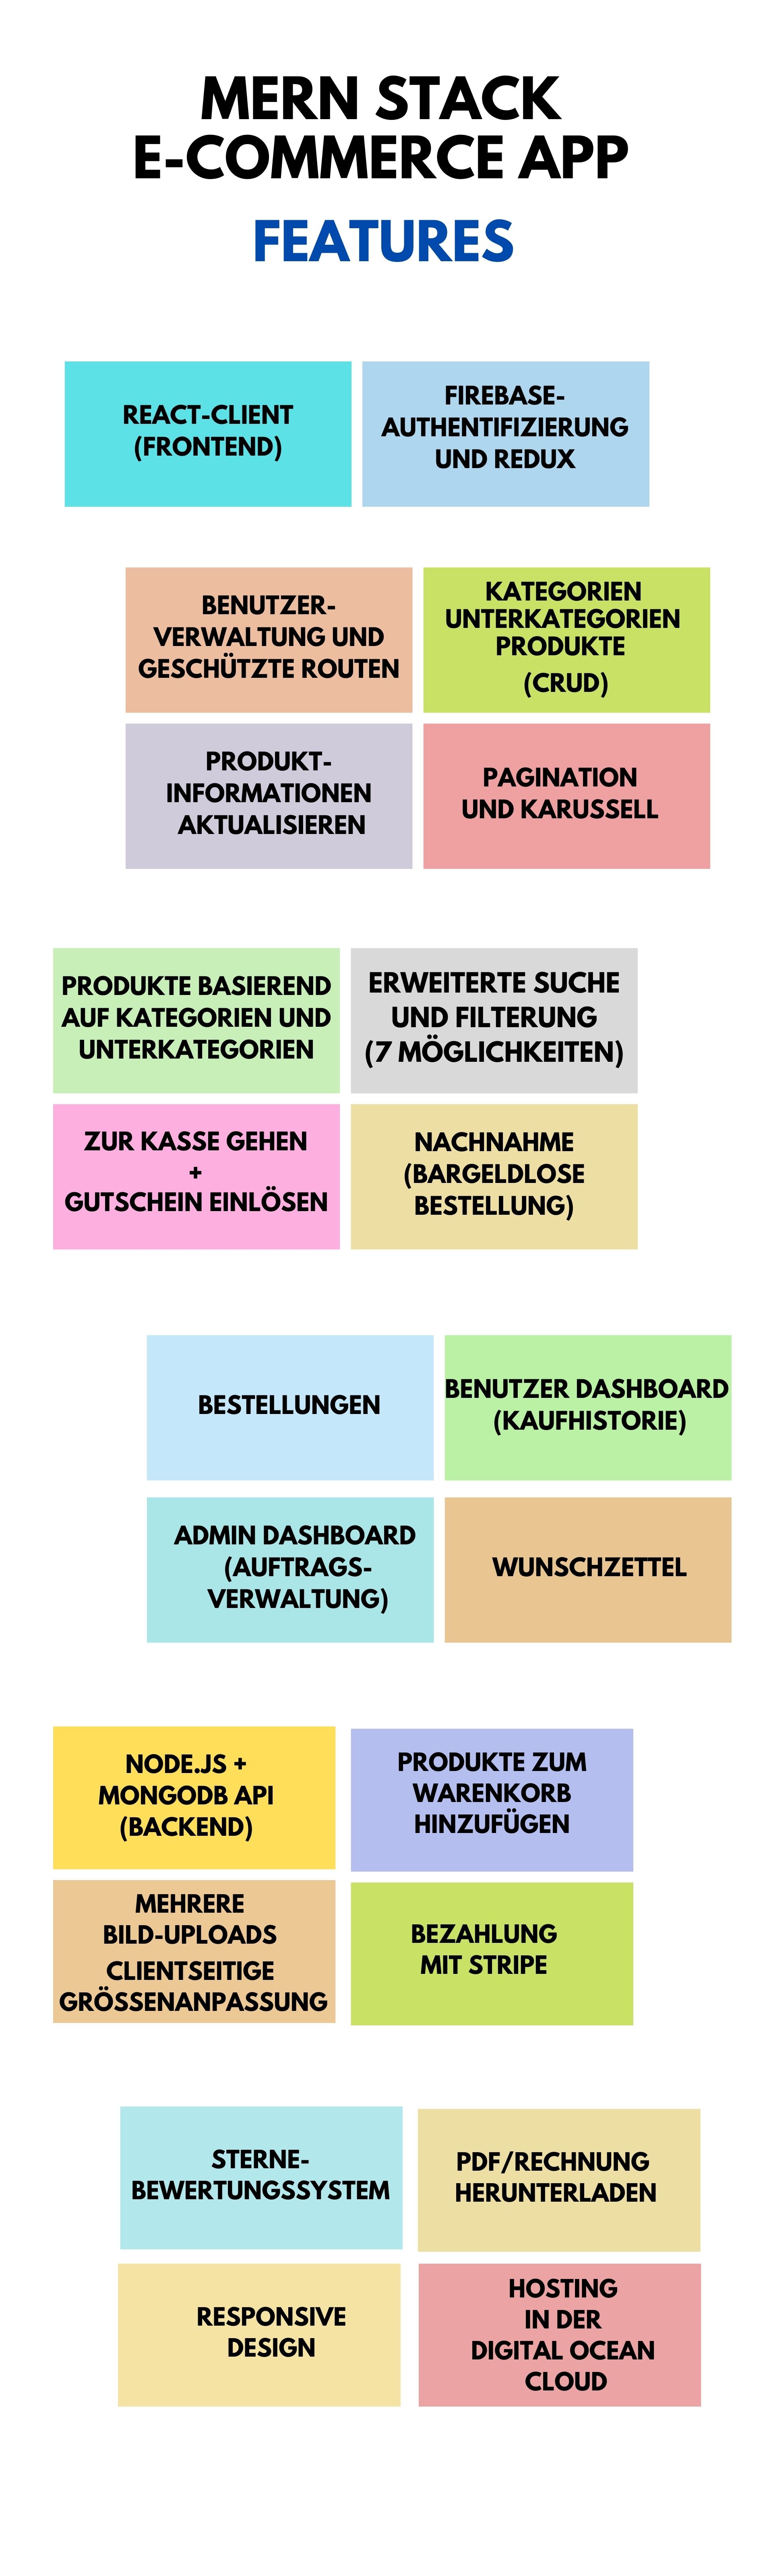 MERN STACK
E-COMMERCE APP
FEATURES
REACT-CLIENT
(FRONTEND)
FIREBASE-
AUTHENTIFIZIERUNG
UND REDUX
BENUTZER-
VERWALTUNG UND
GESCHÜTZTE ROUTEN
KATEGORIEN
UNTERKATEGORIEN
PRODUKTE
(CRUD)
PRODUKT-
INFORMATIONEN
AKTUALISIEREN
PAGINATION
UND KARUSSELL
PRODUKTE BASIEREND
AUF KATEGORIEN UND
UNTERKATEGORIEN
ERWEITERTE SUCHE
UND FILTERUNG
(7 MÖGLICHKEITEN)
ZUR KASSE GEHEN
+
GUTSCHEIN EINLÖSEN
NACHNAHME
(BARGELDLOSE
BESTELLUNG)
BESTELLUNGEN
BENUTZER DASHBOARD
(KAUFHISTORIE)
ADMIN DASHBOARD
(AUFTRAGS-
VERWALTUNG)
WUNSCHZETTEL
NODE.JS +
MONGODB API
(BACKEND)
PRODUKTE ZUM
WARENKORB
HINZUFÜGEN
MEHRERE
BILD-UPLOADS
CLIENTSEITIGE
GRÖSSENANPASSUNG
BEZAHLUNG
MIT STRIPE
STERNE-
BEWERTUNGSSYSTEM
PDF/RECHNUNG
HERUNTERLADEN
RESPONSIVE
DESIGN
HOSTING
IN DER
DIGITAL OCEAN
CLOUD